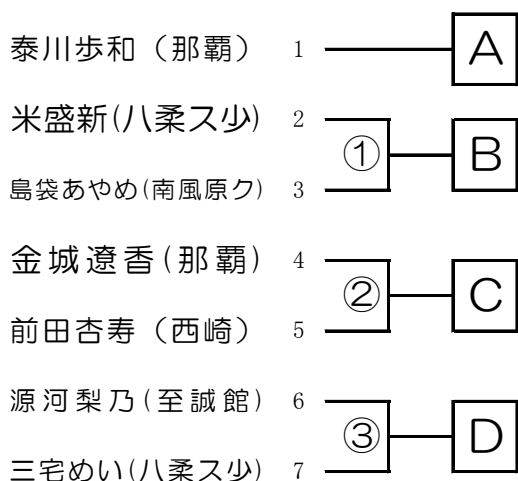 泰川歩和（那覇） 1 A
米盛新(八柔ス少) 2
① B
島袋あやめ(南風原ク) 3
金城遼香(那覇) 4
② C
前田杏寿（西崎） 5
源河梨乃(至誠館) 6
③ D
三宅めい(八柔ス少) 7